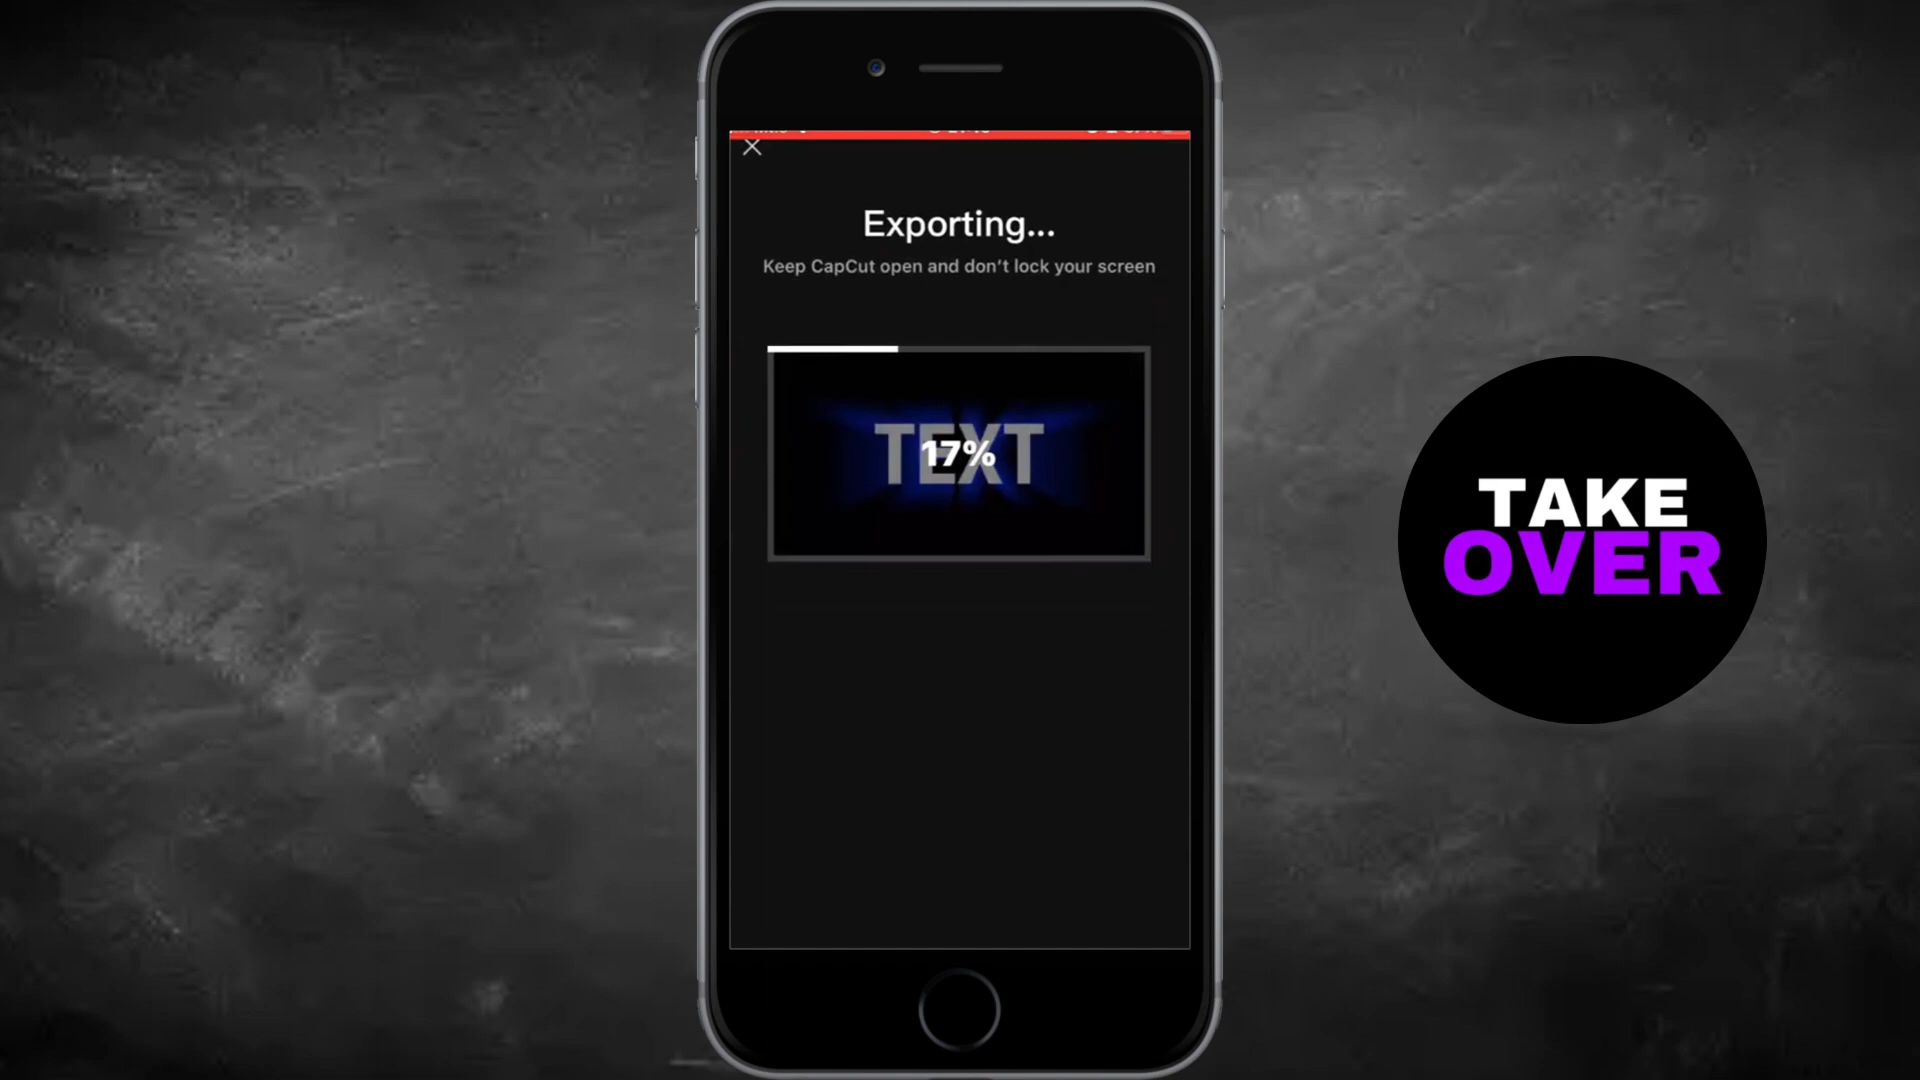 Exporting...
Keep CapCut open and don't lock your screen
TEXT
17%
TAKE
OVER